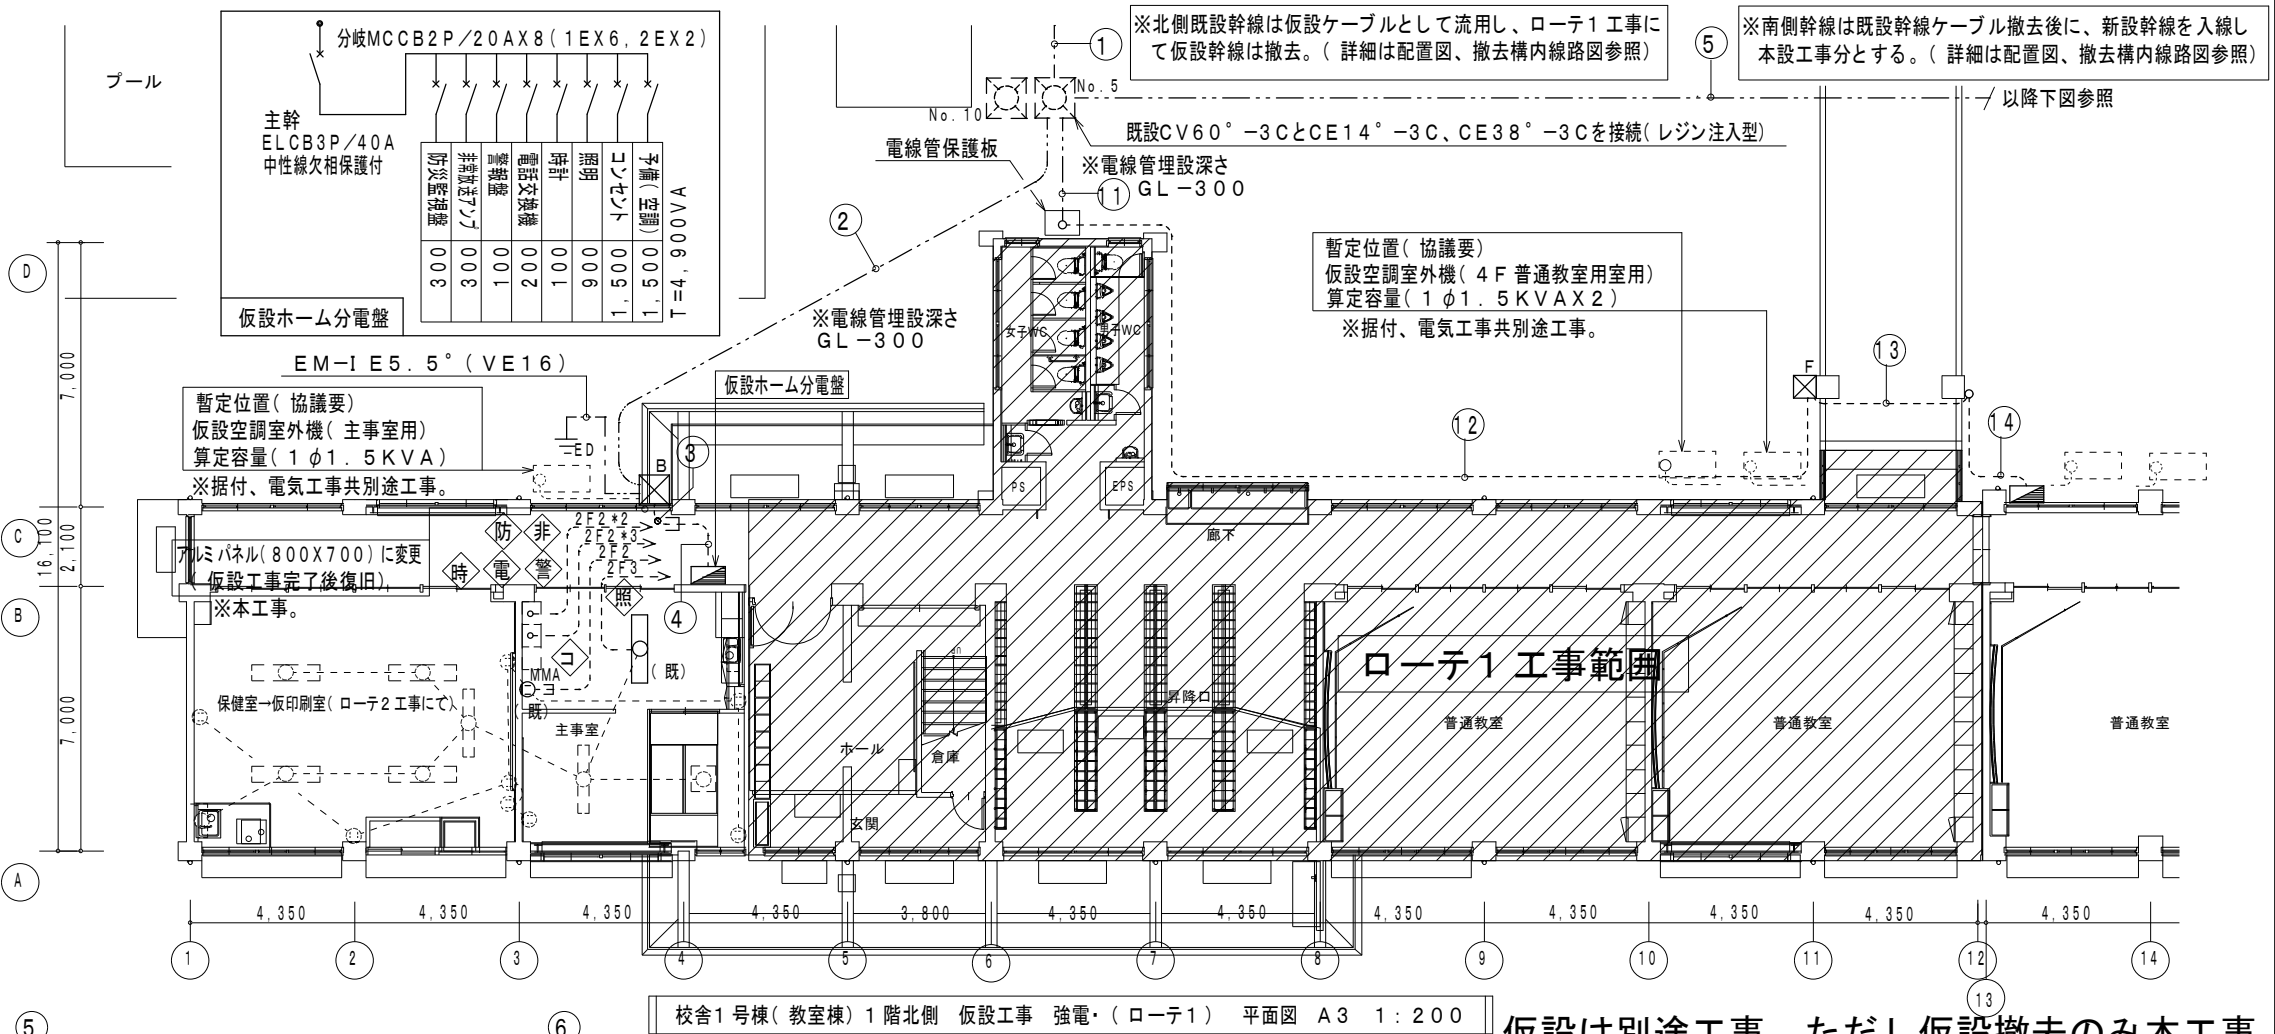 プール
分岐MCCB2P/20AX8(1EX6,2EX2)
主幹
ELCB3P/40A
中性線欠相保護付
防災監視盤 300
非常放送アンプ 300
警報盤 100
電話交換機 200
時計 100
照明 900
コンセント 1,500
予備(空調) 1,500
T=4,900VA
仮設ホーム分電盤
※北側既設幹線は仮設ケーブルとして流用し、ローテ1工事に
て仮設幹線は撤去。(詳細は配置図、撤去構内線路図参照)
※南側幹線は既設幹線ケーブル撤去後に、新設幹線を入線し
本設工事分とする。(詳細は配置図、撤去構内線路図参照)
1
5
No.5
No.10
以降下図参照
既設CV60°-3CとCE14°-3C、CE38°-3Cを接続(レジン注入型)
電線管保護板
※電線管埋設深さ
GL-300
11
2
※電線管埋設深さ
GL-300
暫定位置(協議要)
仮設空調室外機(4F普通教室用室用)
算定容量(1φ1.5KVAX2)
※据付、電気工事共別途工事。
D
7,000
EM-IE5.5°(VE16)
仮設ホーム分電盤
暫定位置(協議要)
仮設空調室外機(主事室用)
算定容量(1φ1.5KVA)
※据付、電気工事共別途工事。
ED
B
3
女子WC
男子WC
PS
EPS
12
F
13
14
C
16,100
2,100
アルミパネル(800X700)に変更
(仮設工事完了後復旧)
※本工事。
防
非
時
電
警
2F2*2
2F2*3
2F2
2F3
照
4
廊下
B
コ
MMA
(既)
(既)
UP
ローテ1工事範囲
7,000
保健室→仮印刷室(ローテ2工事にて)
主事室
ホール
倉庫
昇降口
普通教室
普通教室
普通教室
玄関
A
4,350
4,350
4,350
4,350
3,800
4,350
4,350
4,350
4,350
4,350
4,350
4,350
1
2
3
4
5
6
7
8
9
10
11
12
14
13
5
6
校舎1号棟(教室棟)1階北側 仮設工事 強電・(ローテ1) 平面図 A3 1:200
仮設は別途工事、ただし仮設撤去のみ本工事